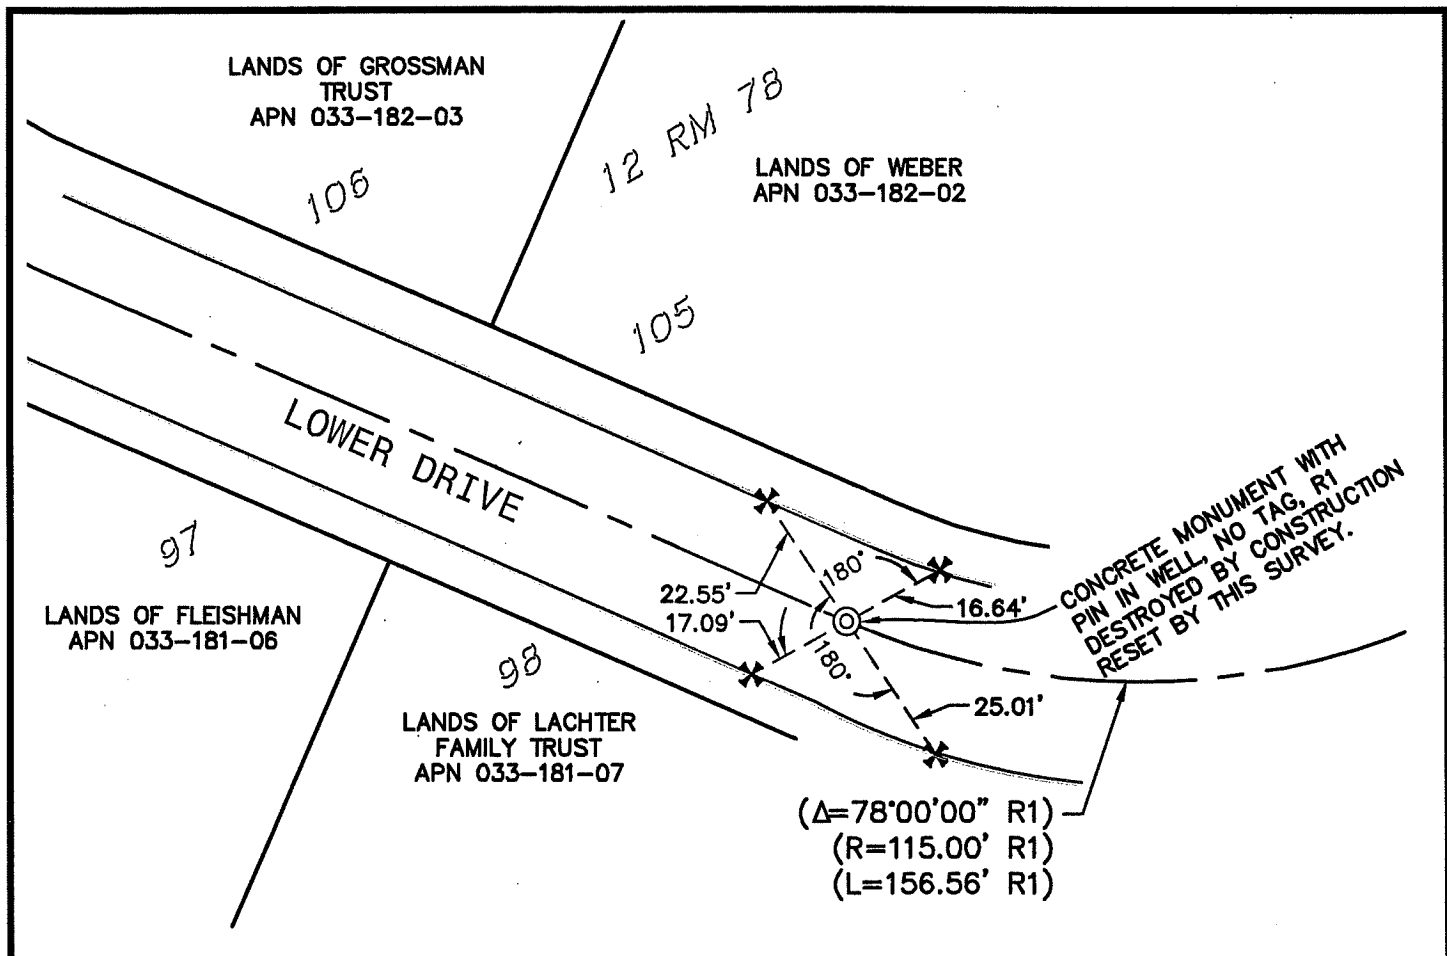 LANDS OF GROSSMAN
TRUST
APN 033-182-03
12 RM 78
LANDS OF WEBER
APN 033-182-02
106
105
LOWER DRIVE
97
LANDS OF FLEISHMAN
APN 033-181-06
98
LANDS OF LACHTER
FAMILY TRUST
APN 033-181-07
22.55'
17.09'
180°
16.64'
180°
25.01'
CONCRETE MONUMENT WITH
PIN IN WELL, NO TAG, R1
DESTROYED BY CONSTRUCTION
RESET BY THIS SURVEY.
(Δ=78°00'00" R1)
(R=115.00' R1)
(L=156.56' R1)